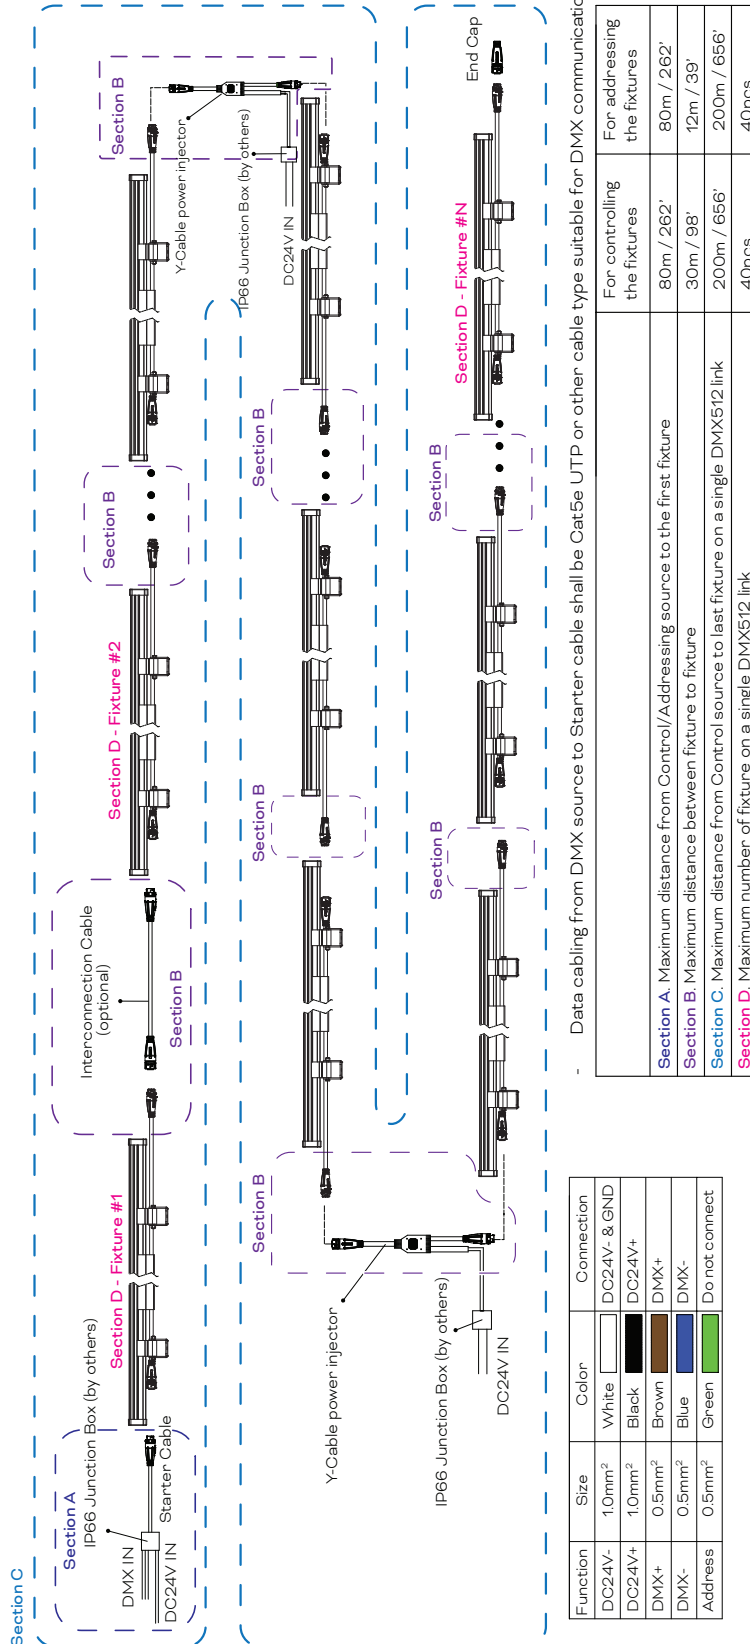 Section C
Section A
IP66 Junction Box (by others)
DMX IN
DC24V IN
Starter Cable
Section D - Fixture #1
Interconnection Cable
(optional)
Section B
Section D - Fixture #2
Section B
Section B
Y-Cable power injector
IP66 Junction Box (by others)
DC24V IN
Section B
Section B
Section B
Y-Cable power injector
IP66 Junction Box (by others)
DC24V IN
Section B
Section B
Section D - Fixture #N
End Cap
- Data cabling from DMX source to Starter cable shall be Cat5e UTP or other cable type suitable for DMX communicatio
Function Size Color Connection
DC24V- 1.0mm² White DC24V- & GND
DC24V+ 1.0mm² Black DC24V+
DMX+ 0.5mm² Brown DMX+
DMX- 0.5mm² Blue DMX-
Address 0.5mm² Green Do not connect
For controlling the fixtures For addressing the fixtures
Section A. Maximum distance from Control/Addressing source to the first fixture 80m / 262' 80m / 262'
Section B. Maximum distance between fixture to fixture 30m / 98' 12m / 39'
Section C. Maximum distance from Control source to last fixture on a single DMX512 link 200m / 656' 200m / 656'
Section D. Maximum number of fixture on a single DMX512 link 40pcs 40pcs